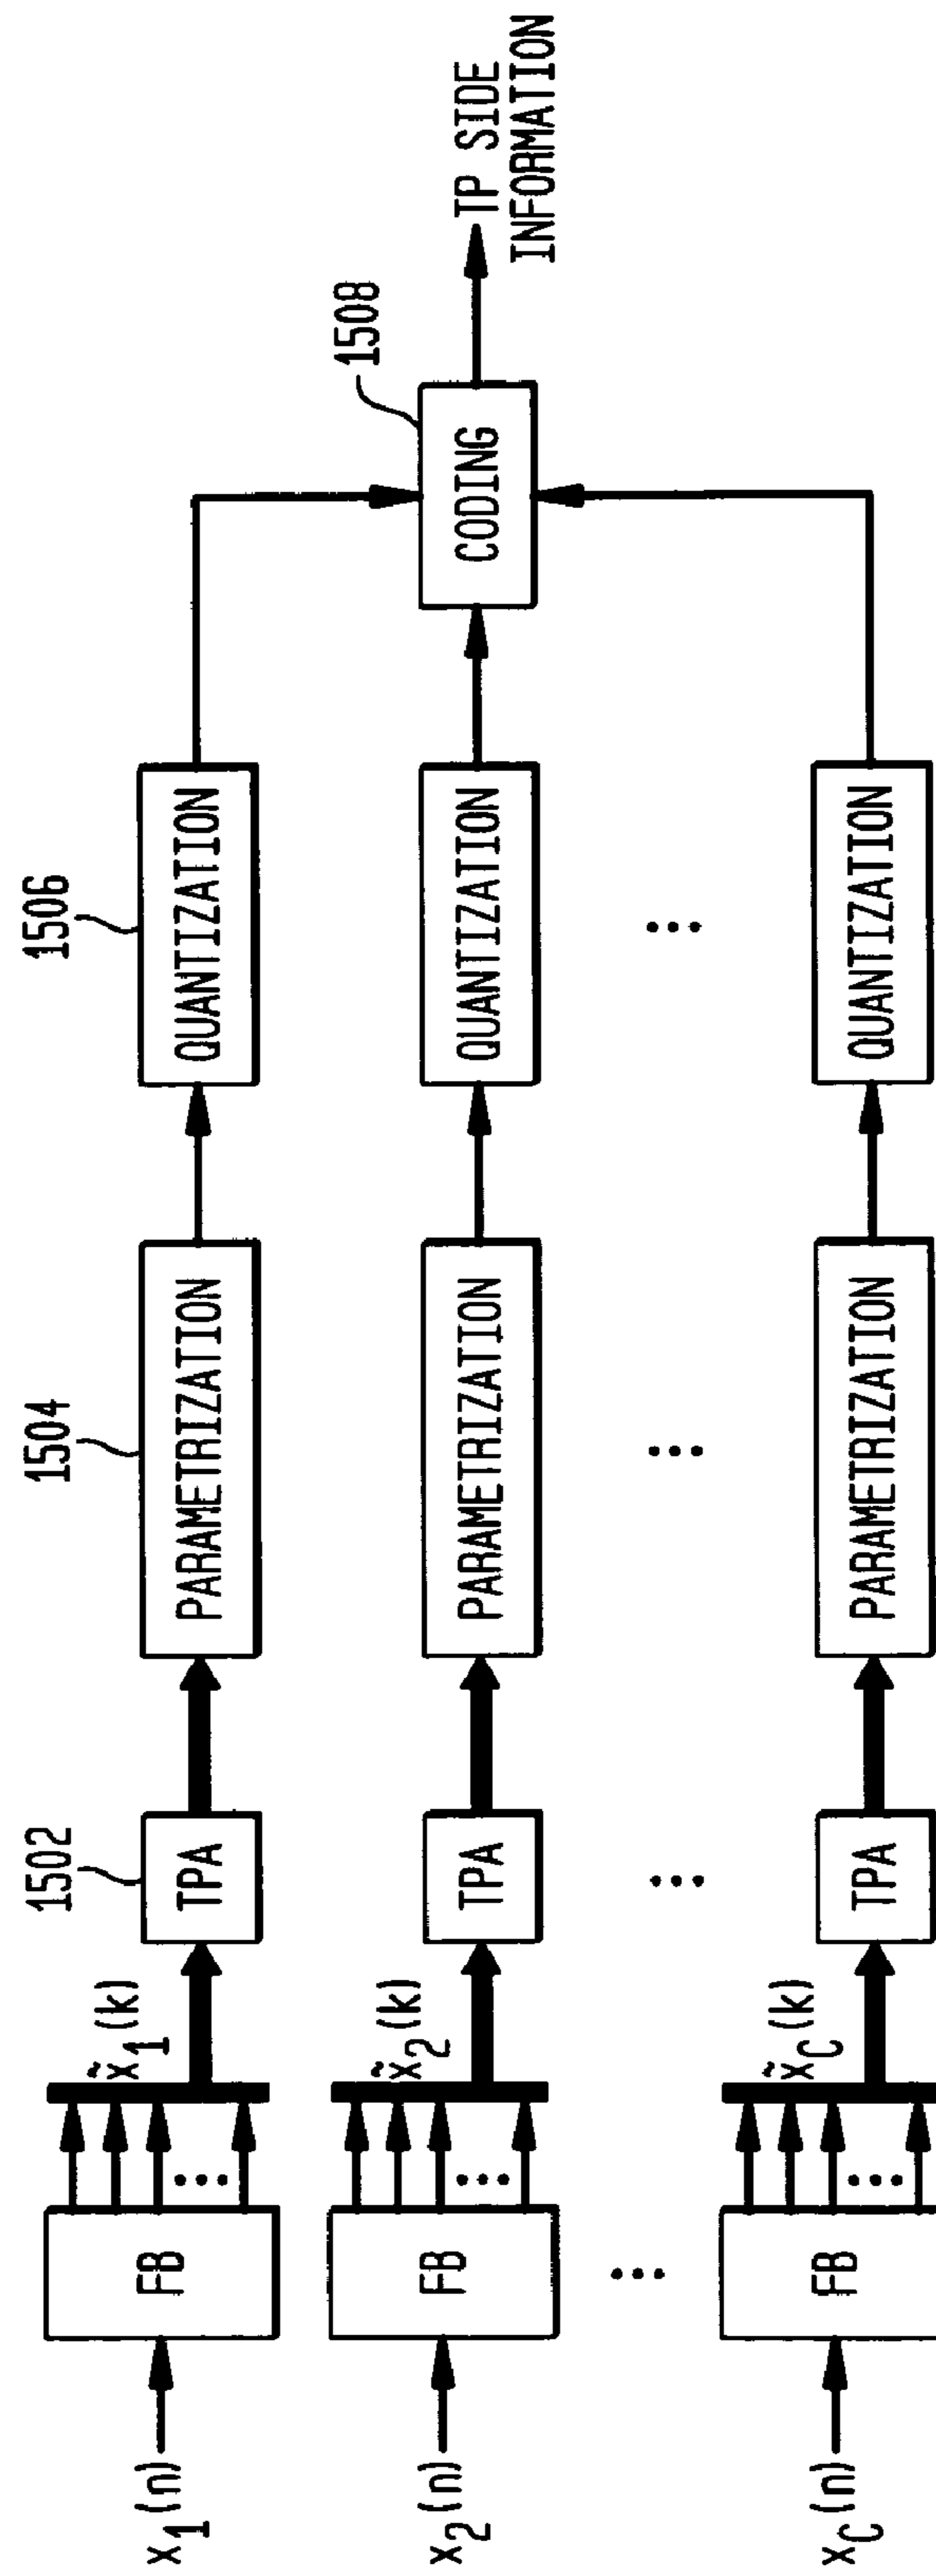 1502
1504
1506
x1(n)
FB
x̃1(k)
TPA
PARAMETRIZATION
QUANTIZATION
1508
x2(n)
FB
x̃2(k)
TPA
PARAMETRIZATION
QUANTIZATION
CODING
TP SIDE
INFORMATION
...
...
...
...
xC(n)
FB
x̃C(k)
TPA
PARAMETRIZATION
QUANTIZATION